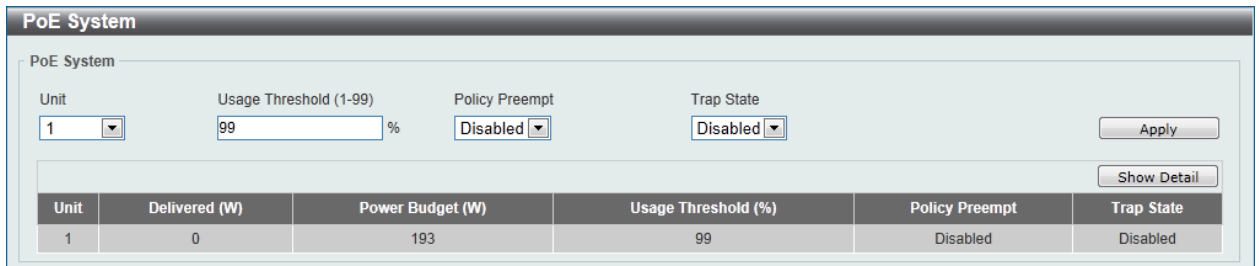 PoE System
PoE System
Unit Usage Threshold (1-99) Policy Preempt Trap State
1 99 % Disabled Disabled Apply
Show Detail
Unit Delivered (W) Power Budget (W) Usage Threshold (%) Policy Preempt Trap State
1 0 193 99 Disabled Disabled